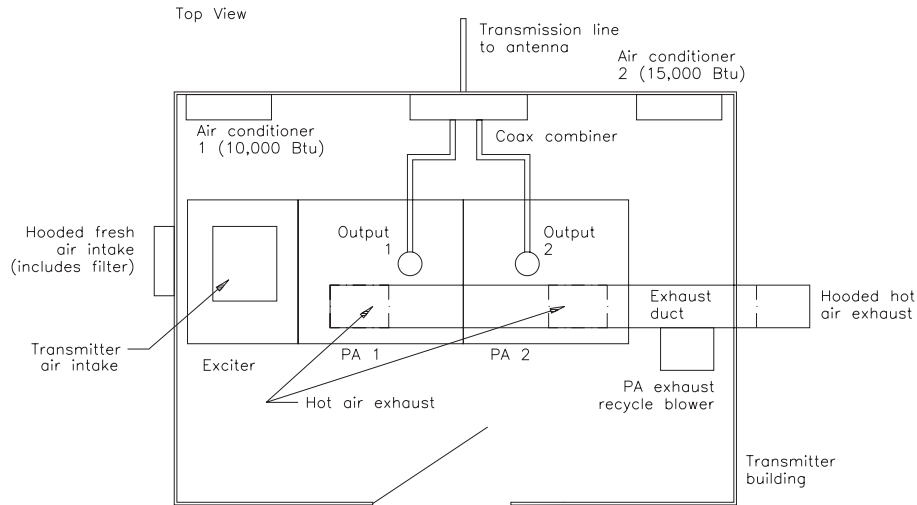 Top View
Transmission line
to antenna
Air conditioner
2 (15,000 Btu)
Air conditioner
1 (10,000 Btu)
Coax combiner
Hooded fresh
air intake
(includes filter)
Output
1
Output
2
Exhaust
duct
Hooded hot
air exhaust
Transmitter
air intake
Exciter
PA 1
PA 2
Hot air exhaust
PA exhaust
recycle blower
Transmitter
building